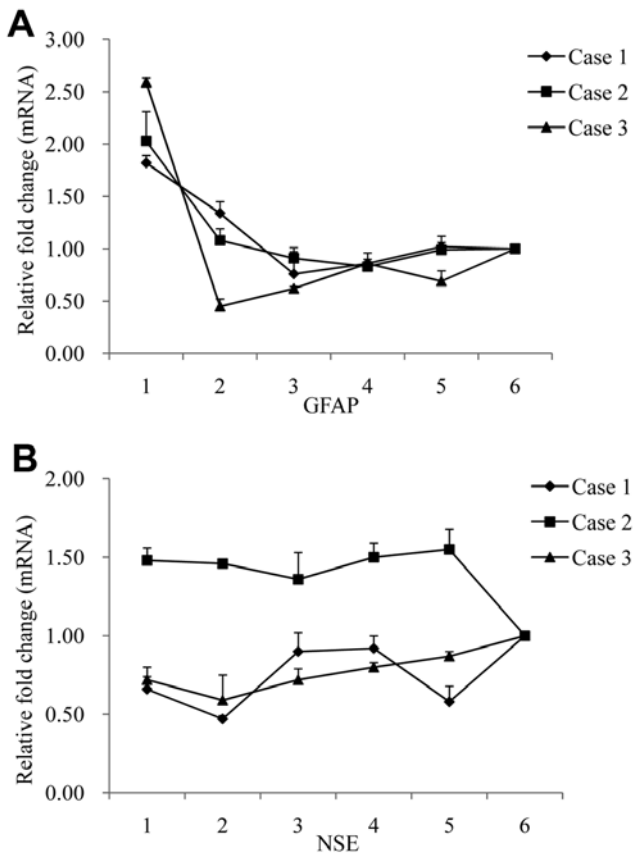 A
Relative fold change (mRNA)
3.00
2.50
2.00
1.50
1.00
0.50
0.00
1 2 3 4 5 6
GFAP
Case 1
Case 2
Case 3
B
Relative fold change (mRNA)
2.00
1.50
1.00
0.50
0.00
1 2 3 4 5 6
NSE
Case 1
Case 2
Case 3